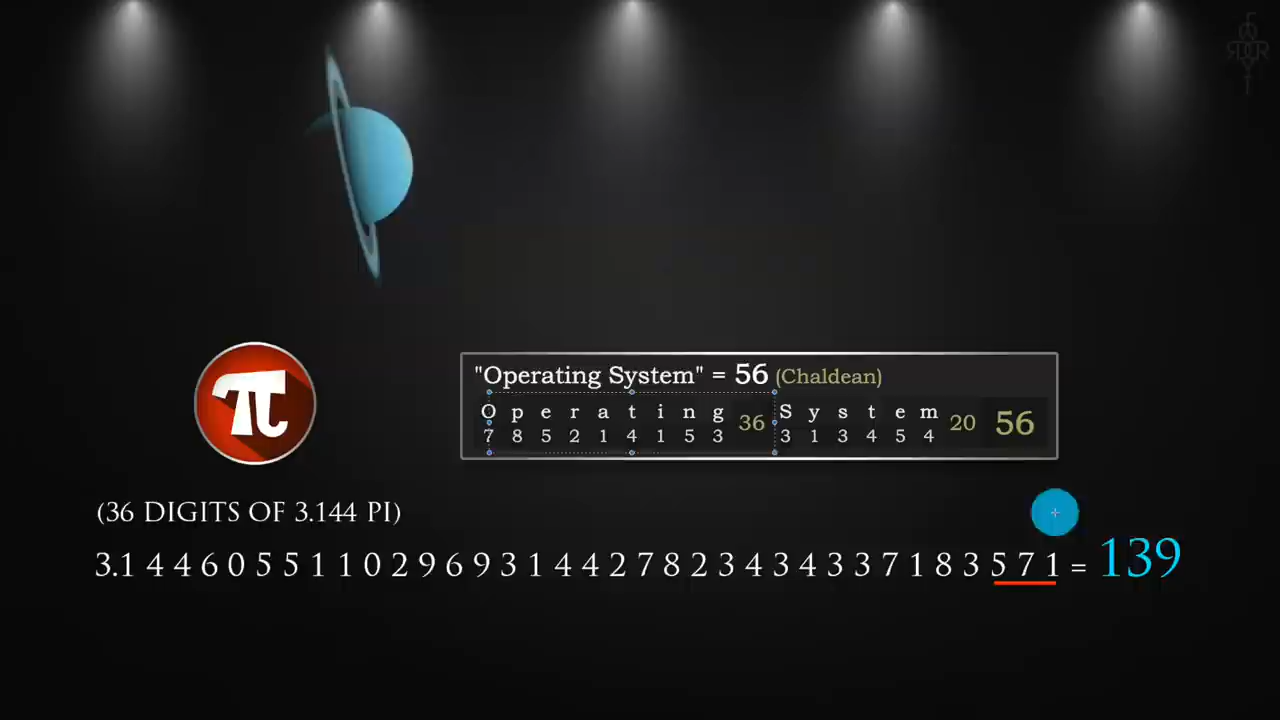 "Operating System" = 56 (Chaldean)
O p e r a t i n g 36 S y s t e m 20 56
7 8 5 2 1 4 1 5 3 3 1 3 4 5 4
π
(36 DIGITS OF 3.144 PI)
3.1 4 4 6 0 5 5 1 1 0 2 9 6 9 3 1 4 4 2 7 8 2 3 4 3 4 3 3 7 1 8 3 5 7 1 = 139